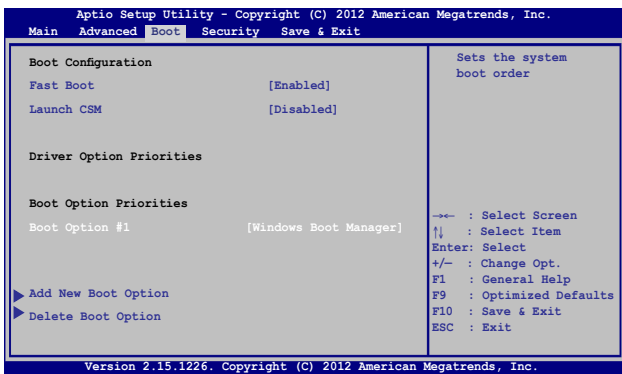 Aptio Setup Utility - Copyright (C) 2012 American Megatrends, Inc.
Main Advanced Boot Security Save & Exit
Boot Configuration
Fast Boot [Enabled]
Launch CSM [Disabled]
Driver Option Priorities
Boot Option Priorities
Boot Option #1 [Windows Boot Manager]
Add New Boot Option
Delete Boot Option
Sets the system
boot order
→← : Select Screen
↑↓ : Select Item
Enter: Select
+/— : Change Opt.
F1 : General Help
F9 : Optimized Defaults
F10 : Save & Exit
ESC : Exit
Version 2.15.1226. Copyright (C) 2012 American Megatrends, Inc.